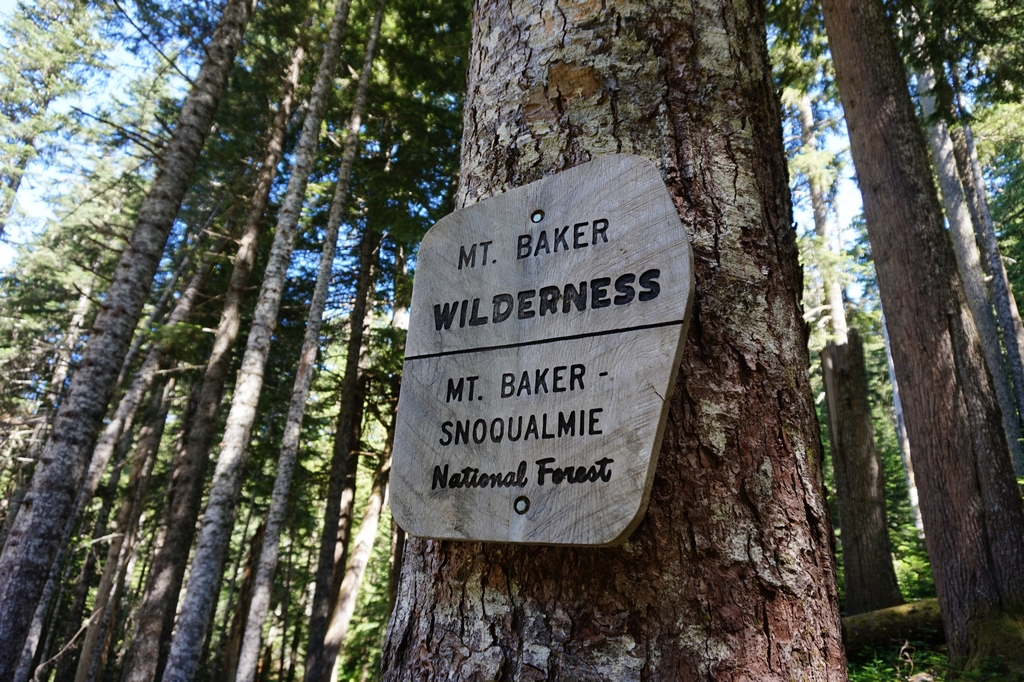 MT. BAKER
WILDERNESS
MT. BAKER -
SNOQUALMIE
National Forest